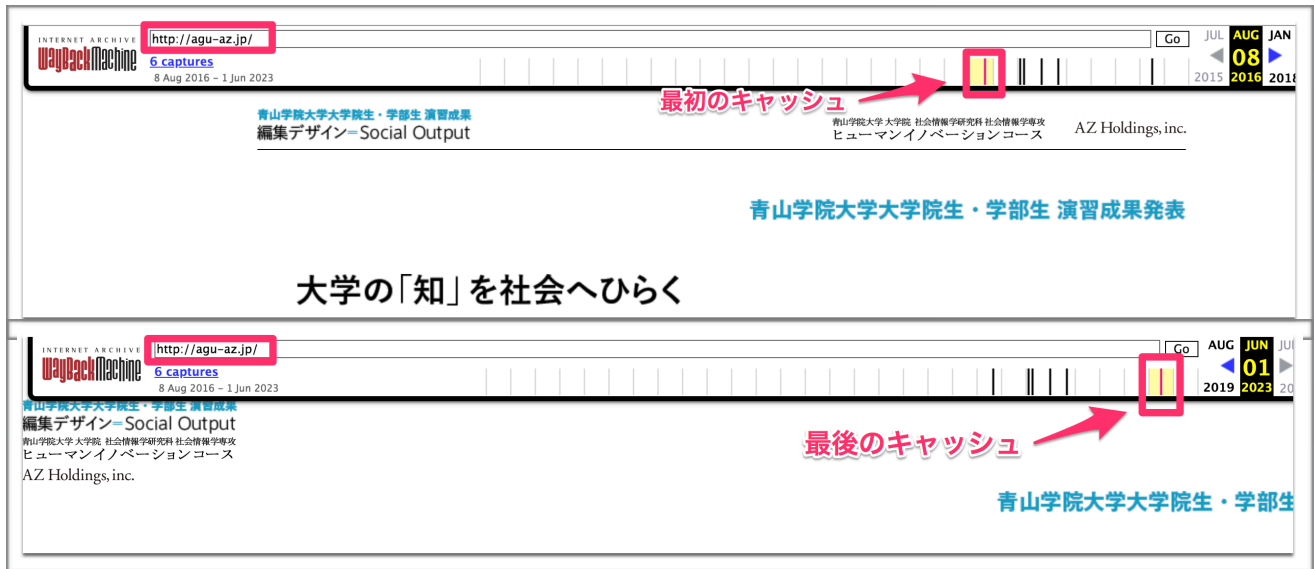 INTERNET ARCHIVE
WayBackMachine
http://agu-az.jp/
Go
JUL AUG JAN
6 captures
08
8 Aug 2016 – 1 Jun 2023
2015 2016 2018
最初のキャッシュ
青山学院大学大学院生・学部生 演習成果
編集デザイン=Social Output
青山学院大学 大学院 社会情報学研究科 社会情報学専攻
ヒューマンイノベーションコース
AZ Holdings, inc.
青山学院大学大学院生・学部生 演習成果発表
大学の「知」を社会へひらく
INTERNET ARCHIVE
WayBackMachine
http://agu-az.jp/
Go
AUG JUN JUL
6 captures
01
8 Aug 2016 – 1 Jun 2023
2019 2023 20
青山学院大学大学院生・学部生 演習成果
編集デザイン=Social Output
青山学院大学 大学院 社会情報学研究科 社会情報学専攻
ヒューマンイノベーションコース
AZ Holdings, inc.
最後のキャッシュ
青山学院大学大学院生・学部生